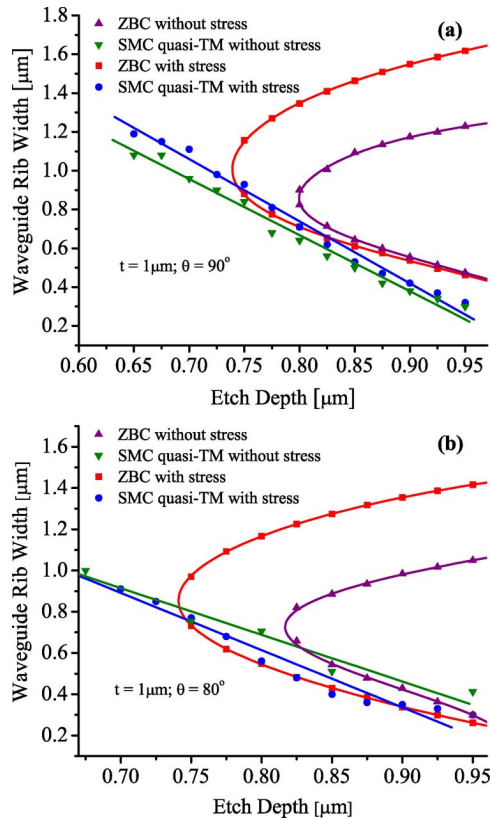 1.8
1.6
1.4
1.2
1.0
0.8
0.6
0.4
0.2
Waveguide Rib Width [μm]
ZBC without stress
SMC quasi-TM without stress
ZBC with stress
SMC quasi-TM with stress
(a)
t = 1μm; θ = 90°
0.60 0.65 0.70 0.75 0.80 0.85 0.90 0.95
Etch Depth [μm]
1.8
1.6
1.4
1.2
1.0
0.8
0.6
0.4
0.2
Waveguide Rib Width [μm]
ZBC without stress
SMC quasi-TM without stress
ZBC with stress
SMC quasi-TM with stress
(b)
t = 1μm; θ = 80°
0.70 0.75 0.80 0.85 0.90 0.95
Etch Depth [μm]